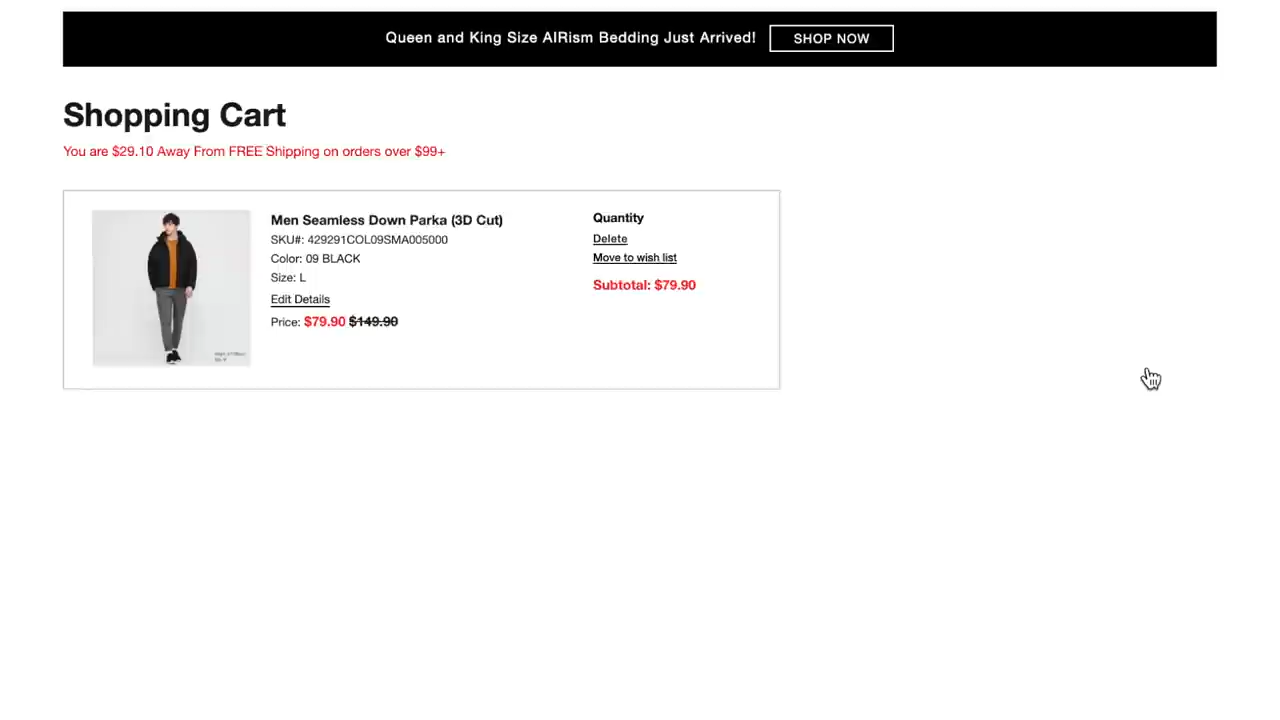 Queen and King Size AIRism Bedding Just Arrived! SHOP NOW
Shopping Cart
You are $29.10 Away From FREE Shipping on orders over $99+
Men Seamless Down Parka (3D Cut)
SKU#: 429291COL09SMA005000
Color: 09 BLACK
Size: L
Edit Details
Price: $79.90 $149.90
Quantity
Delete
Move to wish list
Subtotal: $79.90